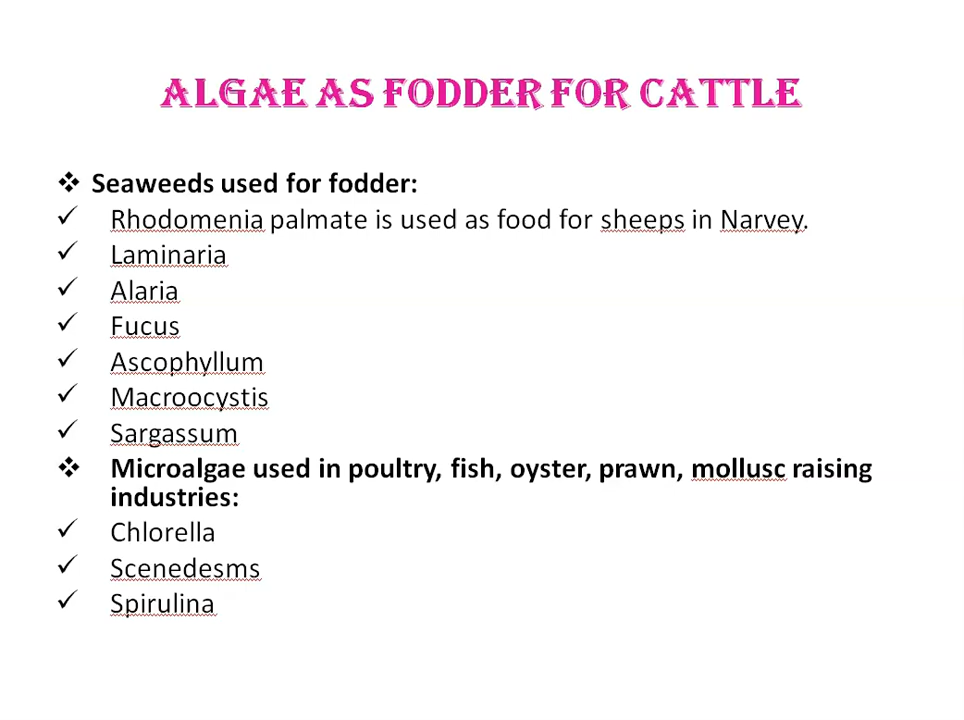 ALGAE AS FODDER FOR CATTLE
❖ Seaweeds used for fodder:
✓ Rhodomenia palmate is used as food for sheeps in Narvey.
✓ Laminaria
✓ Alaria
✓ Fucus
✓ Ascophyllum
✓ Macroocystis
✓ Sargassum
❖ Microalgae used in poultry, fish, oyster, prawn, mollusc raising
industries:
✓ Chlorella
✓ Scenedesms
✓ Spirulina